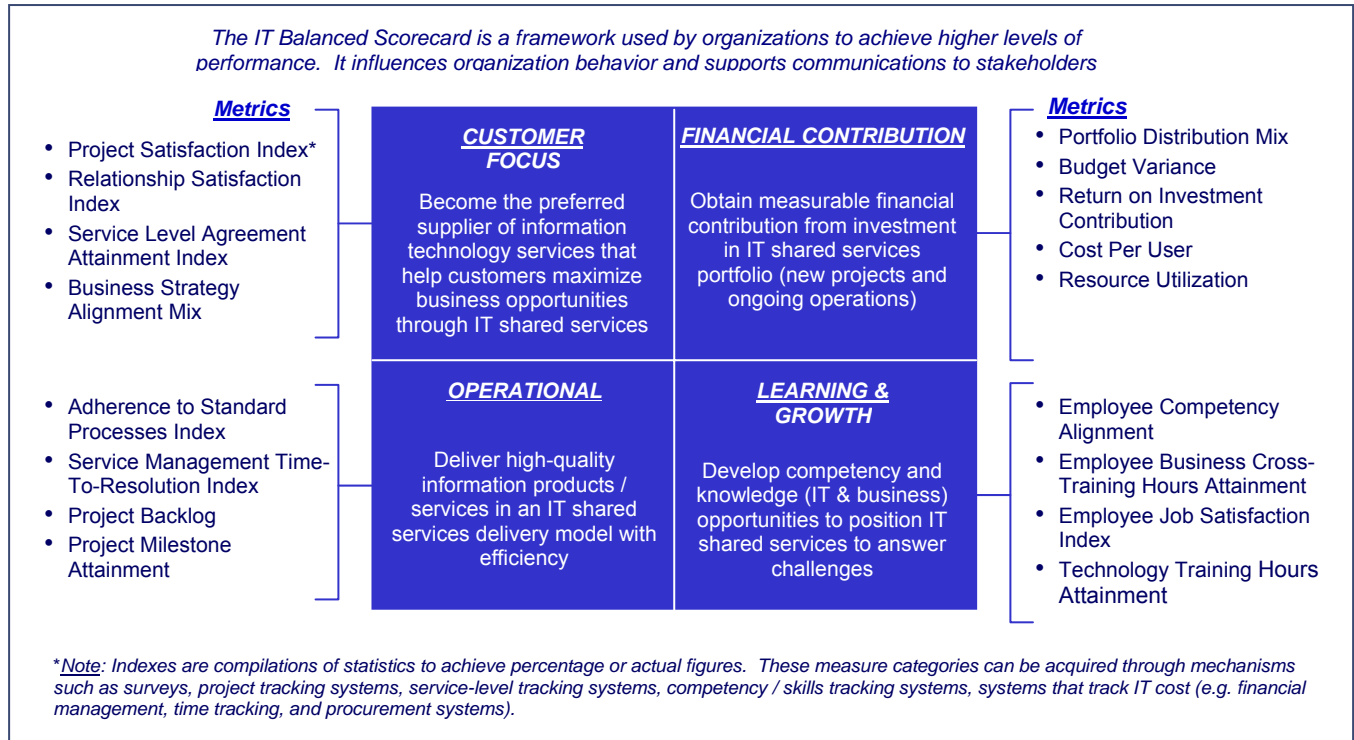 The IT Balanced Scorecard is a framework used by organizations to achieve higher levels of
performance. It influences organization behavior and supports communications to stakeholders
Metrics
• Project Satisfaction Index*
• Relationship Satisfaction
Index
• Service Level Agreement
Attainment Index
• Business Strategy
Alignment Mix
CUSTOMER
FOCUS
Become the preferred
supplier of information
technology services that
help customers maximize
business opportunities
through IT shared services
FINANCIAL CONTRIBUTION
Obtain measurable financial
contribution from investment
in IT shared services
portfolio (new projects and
ongoing operations)
Metrics
• Portfolio Distribution Mix
• Budget Variance
• Return on Investment
Contribution
• Cost Per User
• Resource Utilization
• Adherence to Standard
Processes Index
• Service Management Time-
To-Resolution Index
• Project Backlog
• Project Milestone
Attainment
OPERATIONAL
Deliver high-quality
information products /
services in an IT shared
services delivery model with
efficiency
LEARNING &
GROWTH
Develop competency and
knowledge (IT & business)
opportunities to position IT
shared services to answer
challenges
• Employee Competency
Alignment
• Employee Business Cross-
Training Hours Attainment
• Employee Job Satisfaction
Index
• Technology Training Hours
Attainment
*Note: Indexes are compilations of statistics to achieve percentage or actual figures. These measure categories can be acquired through mechanisms
such as surveys, project tracking systems, service-level tracking systems, competency / skills tracking systems, systems that track IT cost (e.g. financial
management, time tracking, and procurement systems).